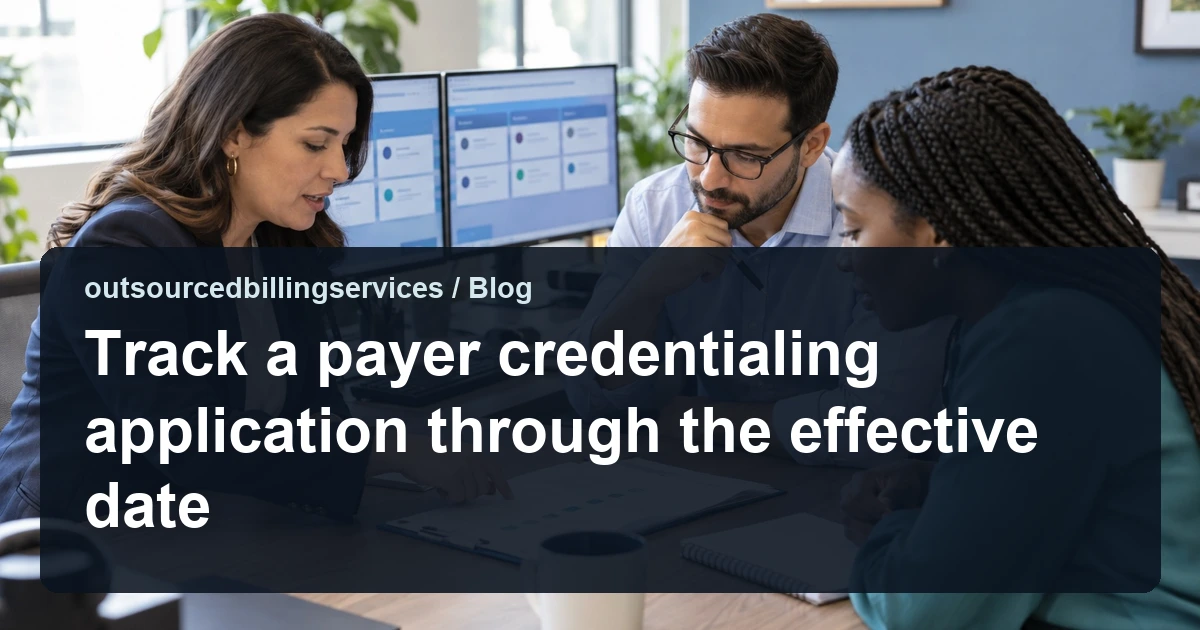 outsourcedbillingservices / Blog
Track a payer credentialing
application through the effective
date